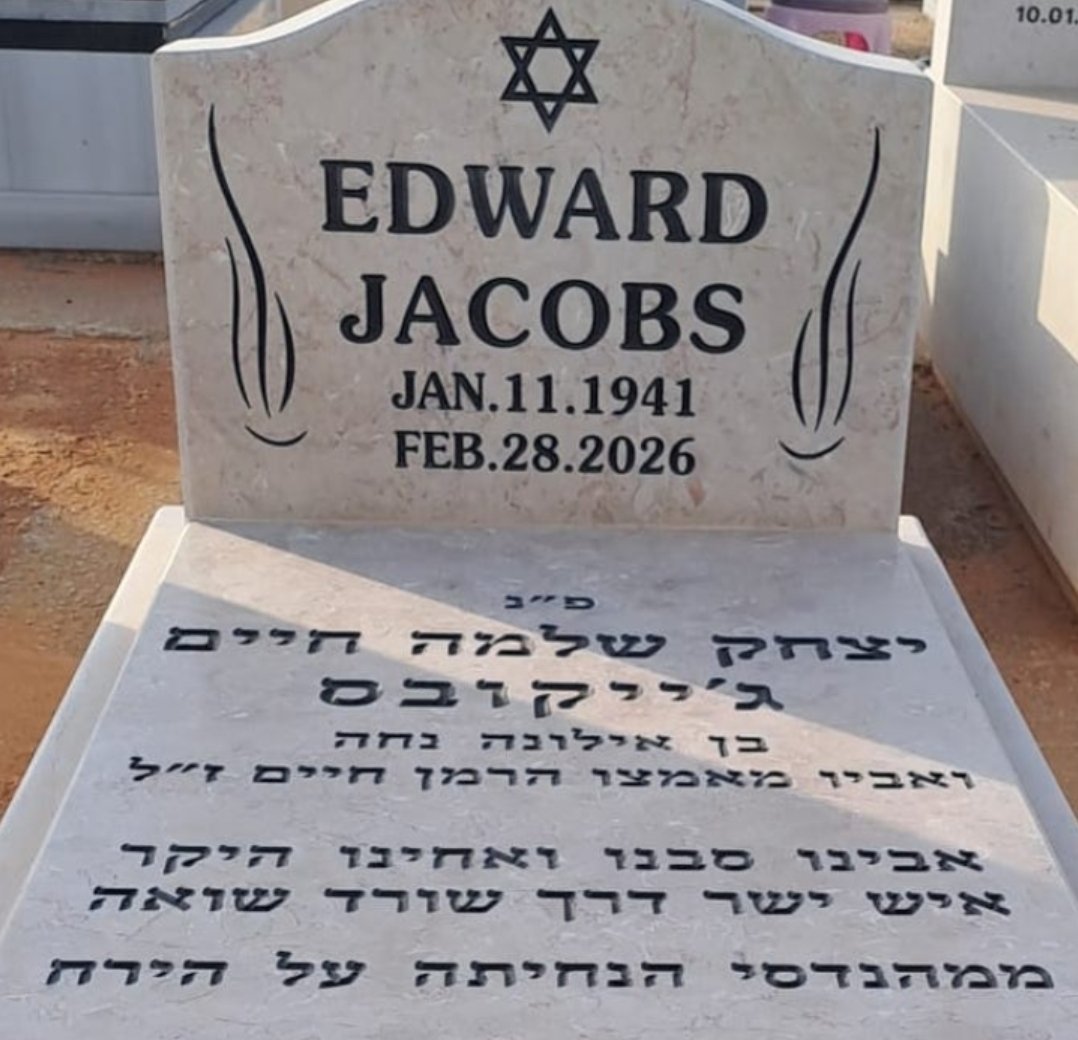 EDWARD
JACOBS
JAN.11.1941
FEB.28.2026
פ״נ
יצחק שלמה חיים
ג׳ייקובס
בן אילונה נחה
ואביו מאמצו הרמן חיים ז״ל
אבינו סבנו ואחינו היקר
איש ישר דרך שורד שואה
ממהנדסי הנחיתה על הירח
10.01.